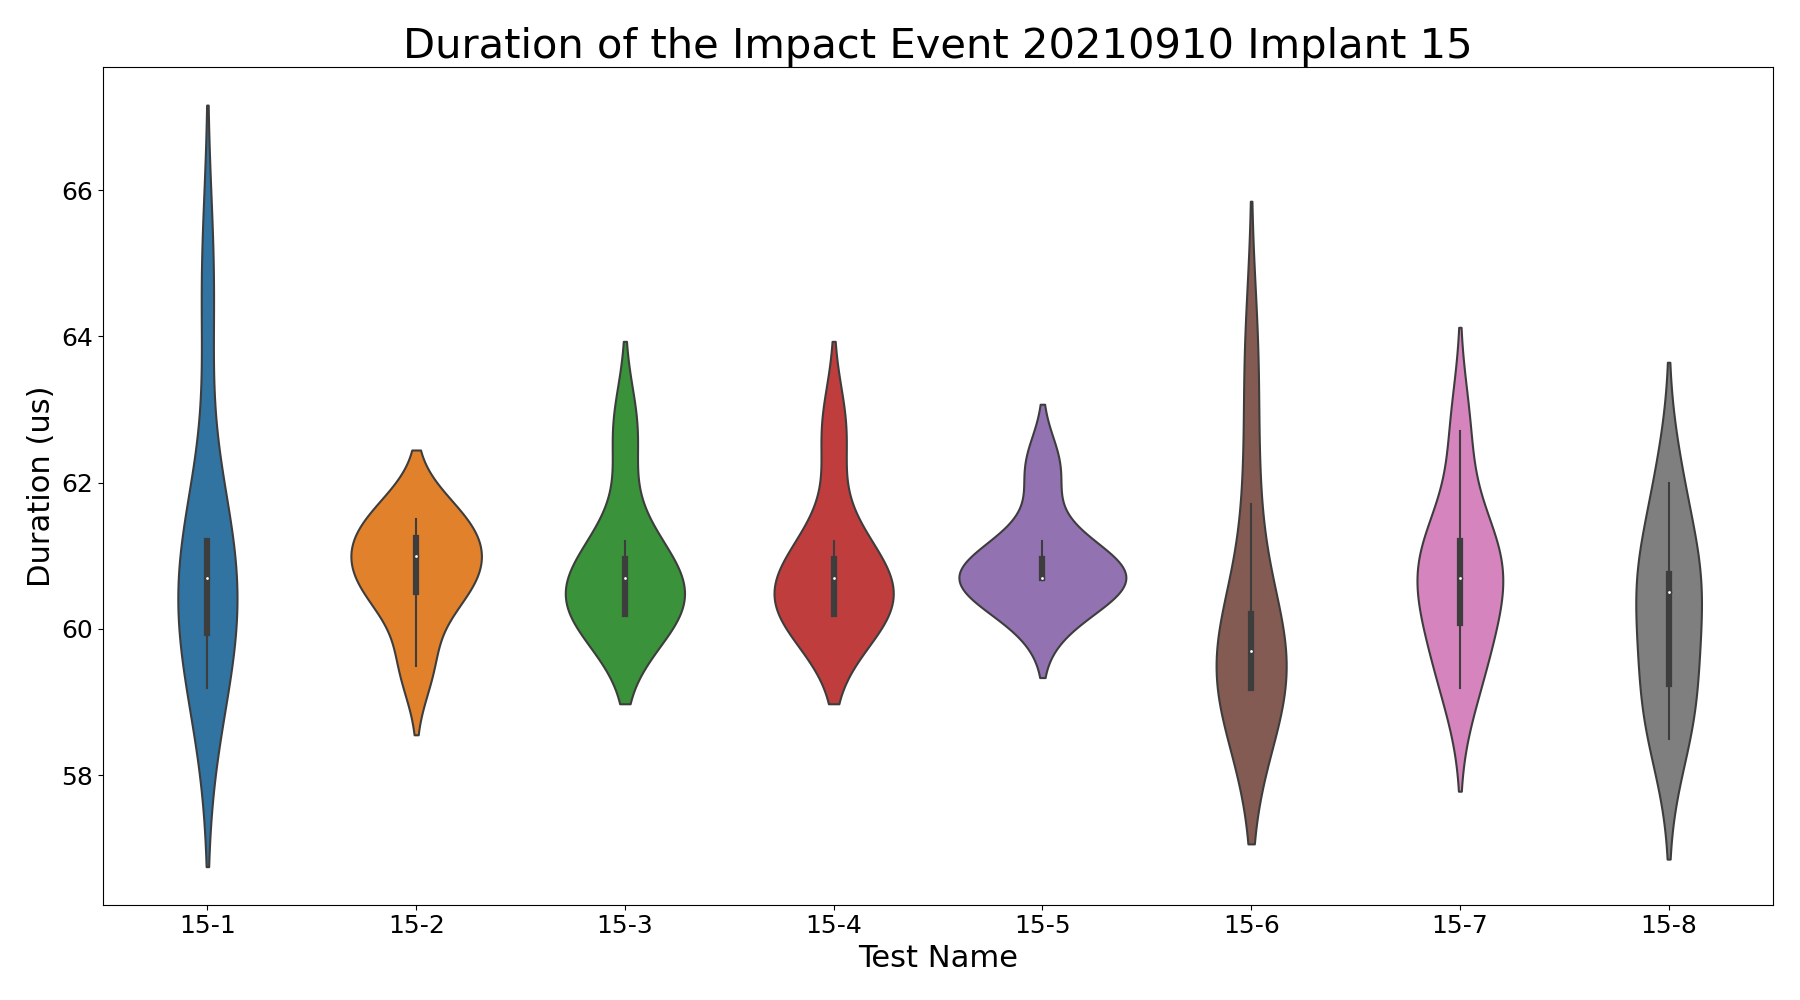 Duration of the Impact Event 20210910 Implant 15
Duration (us)
66
64
62
60
58
15-1 15-2 15-3 15-4 15-5 15-6 15-7 15-8
Test Name